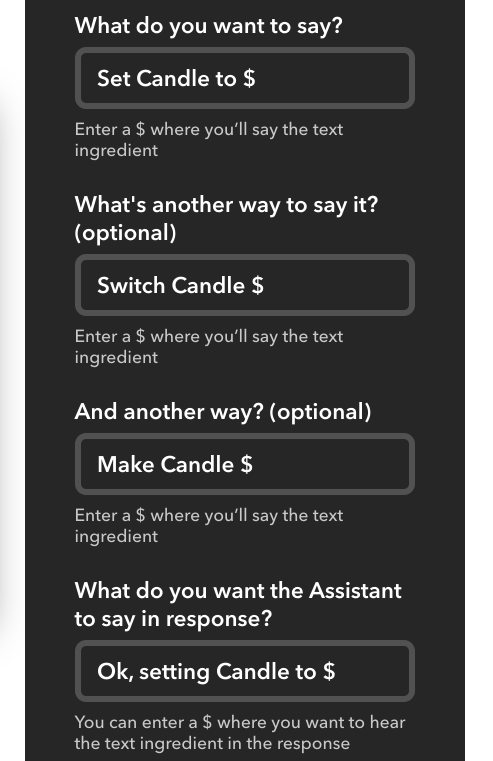 What do you want to say?
Set Candle to $
Enter a $ where you’ll say the text
ingredient
What's another way to say it?
(optional)
Switch Candle $
Enter a $ where you’ll say the text
ingredient
And another way? (optional)
Make Candle $
Enter a $ where you’ll say the text
ingredient
What do you want the Assistant
to say in response?
Ok, setting Candle to $
You can enter a $ where you want to hear
the text ingredient in the response